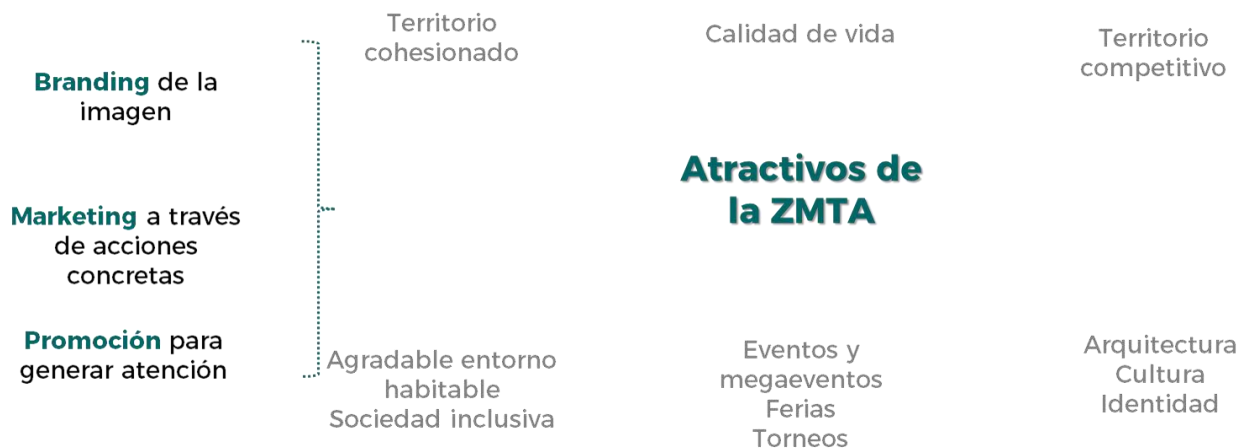 Branding de la
imagen
Marketing a través
de acciones
concretas
Promoción para
generar atención
Territorio
cohesionado
Calidad de vida
Territorio
competitivo
Atractivos de
la ZMTA
Agradable entorno
habitable
Sociedad inclusiva
Eventos y
megaeventos
Ferias
Torneos
Arquitectura
Cultura
Identidad